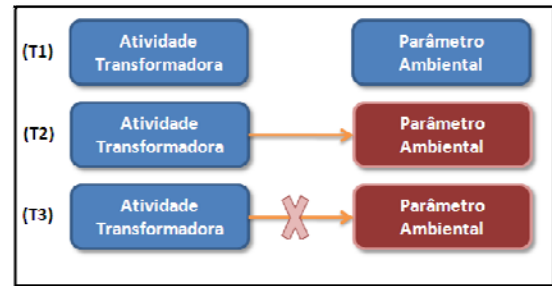 (T1)
Atividade
Transformadora
Parâmetro
Ambiental
(T2)
Atividade
Transformadora
Parâmetro
Ambiental
(T3)
Atividade
Transformadora
Parâmetro
Ambiental